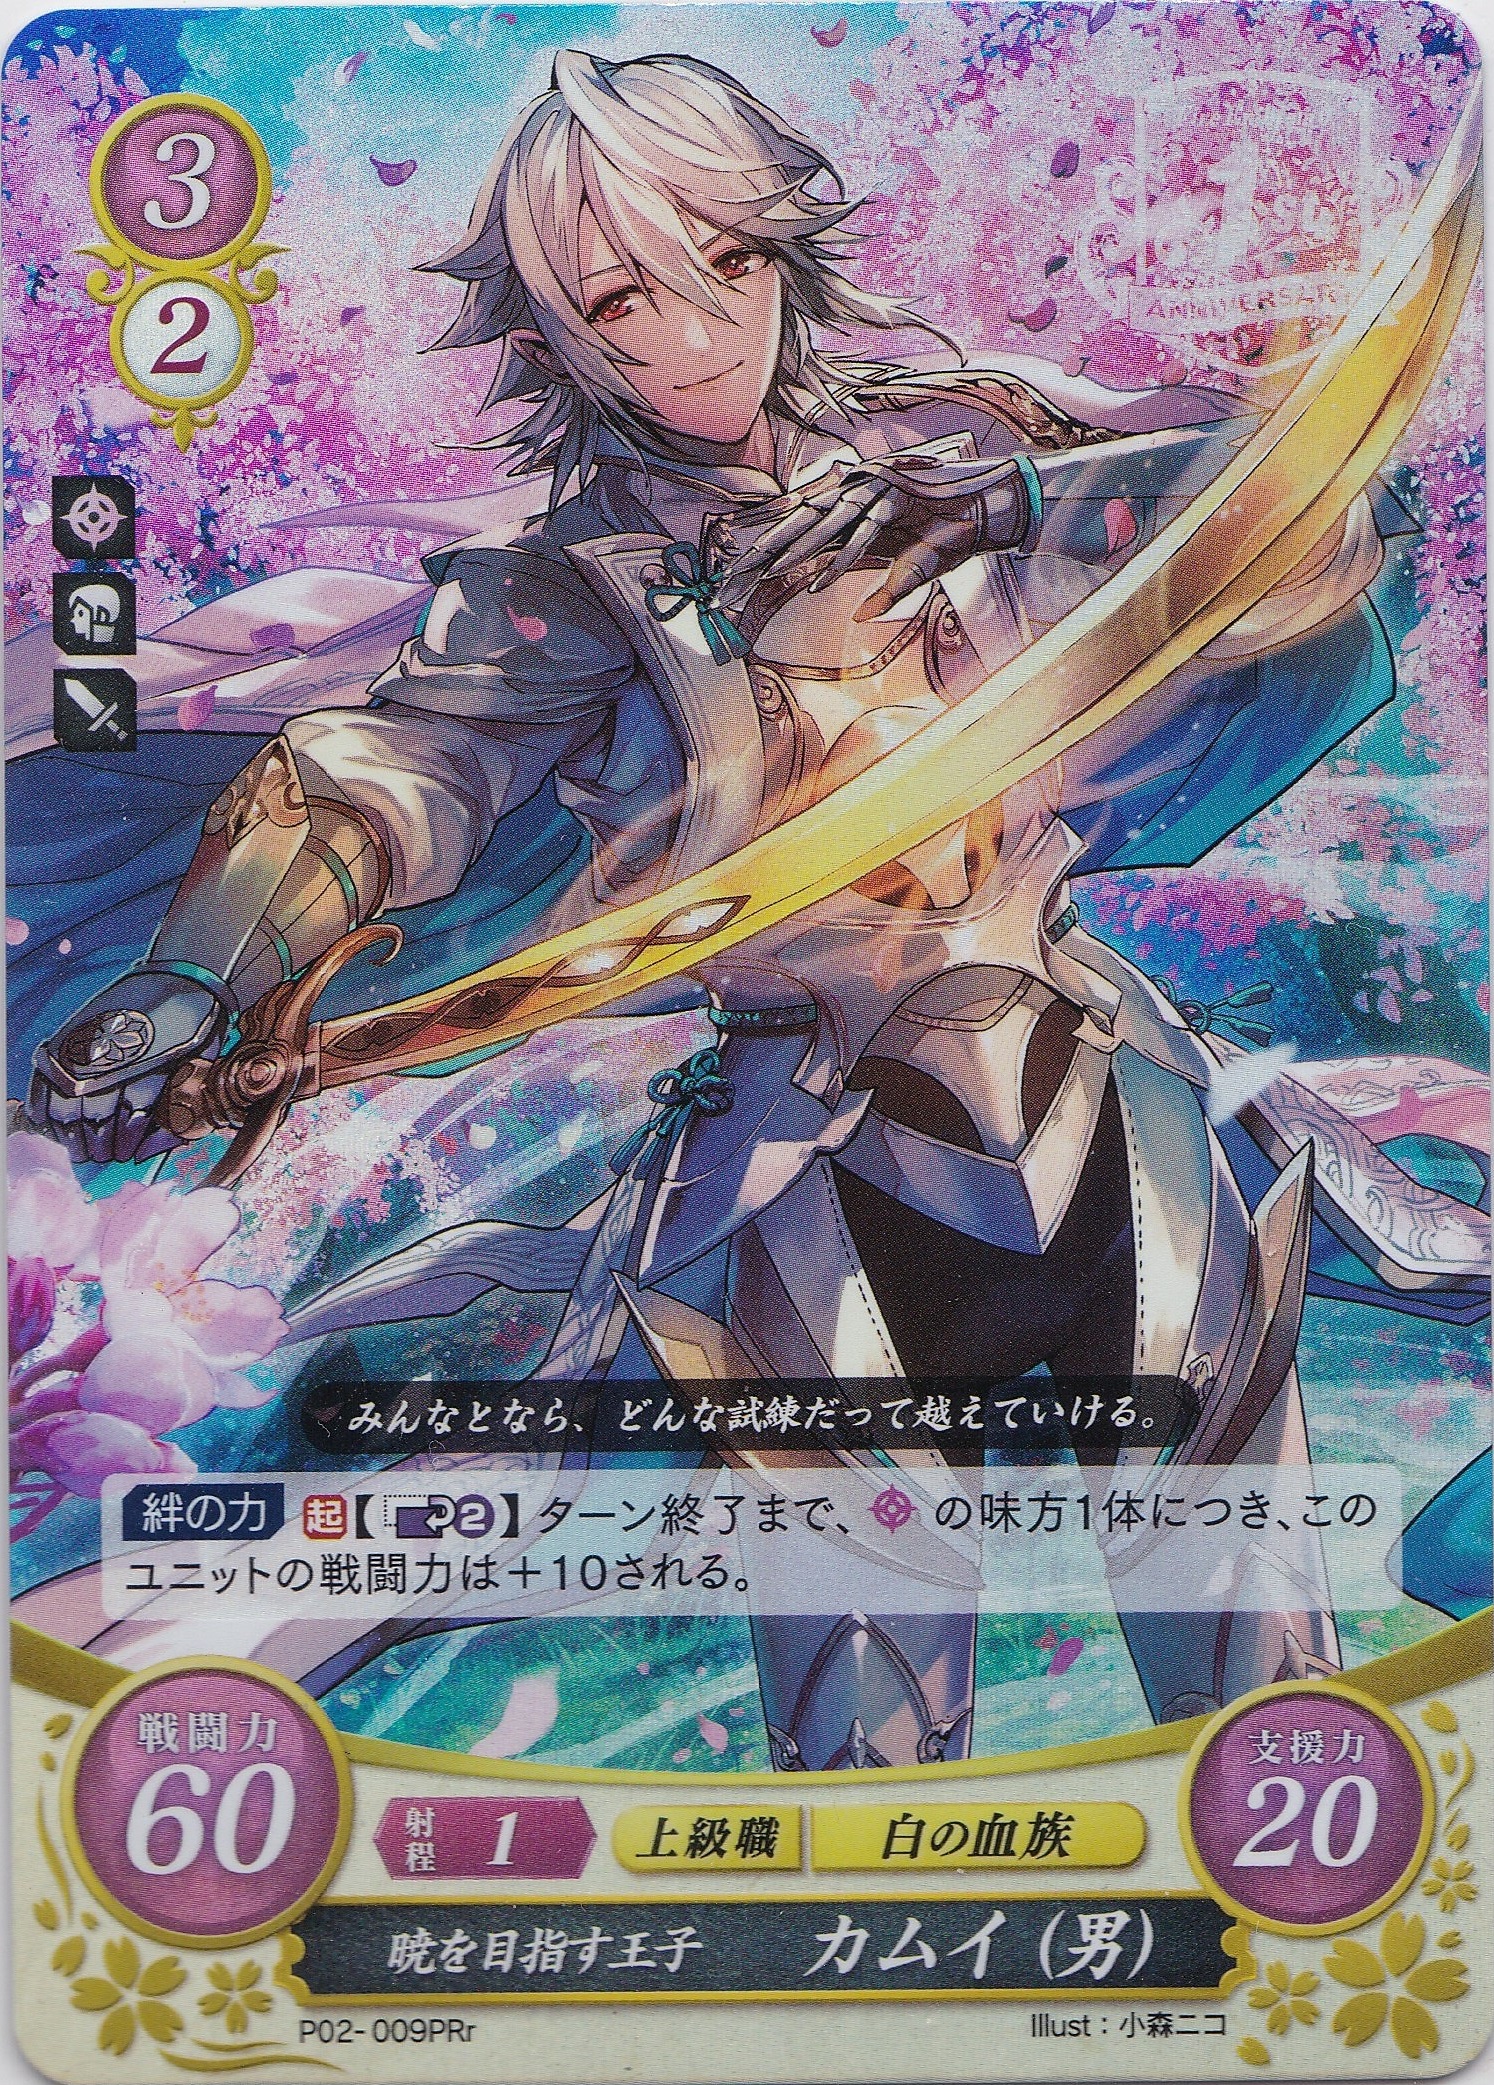 3
2
1st
ANNIVERSARY
みんなとなら、どんな試練だって越えていける。
絆の力 起【2】ターン終了まで、の味方1体につき、この
ユニットの戦闘力は+10される。
戦闘力
60
射程 1
上級職 白の血族
支援力
20
暁を目指す王子 カムイ(男)
P02-009PRr
Illust:小森ニコ